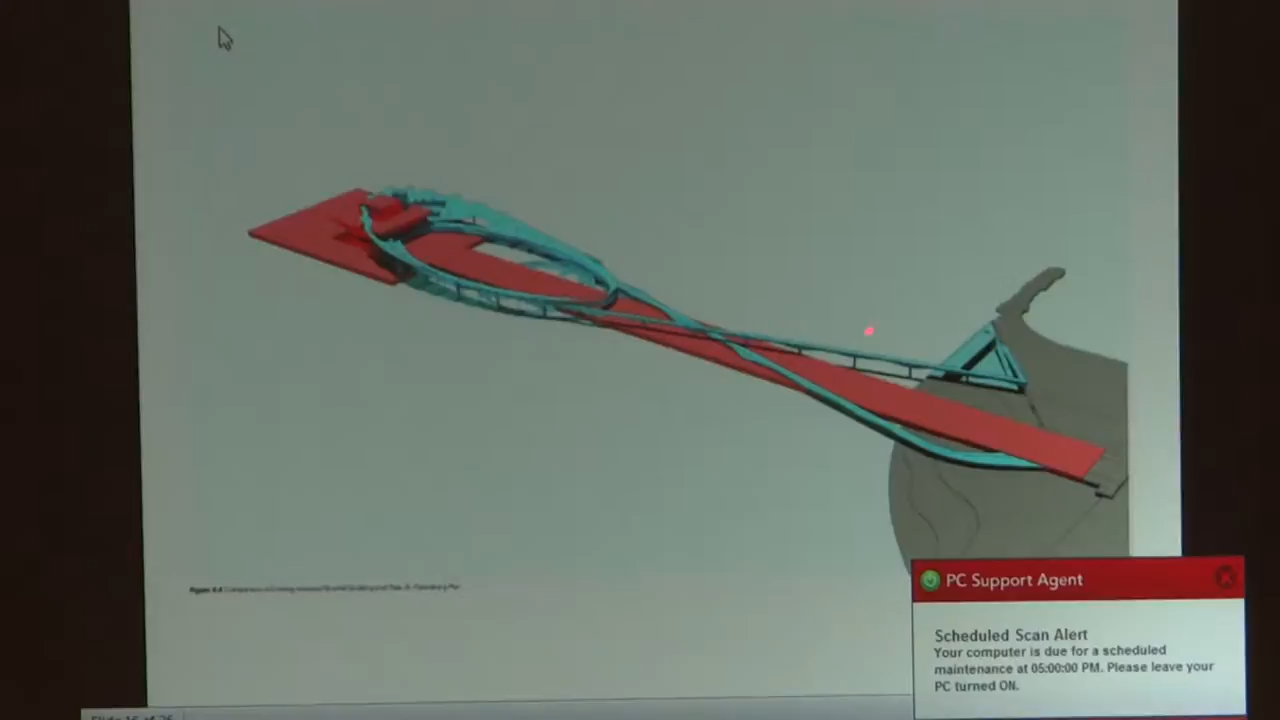 PC Support Agent
Scheduled Scan Alert
Your computer is due for a scheduled
maintenance at 05:00:00 PM. Please leave your
PC turned ON.